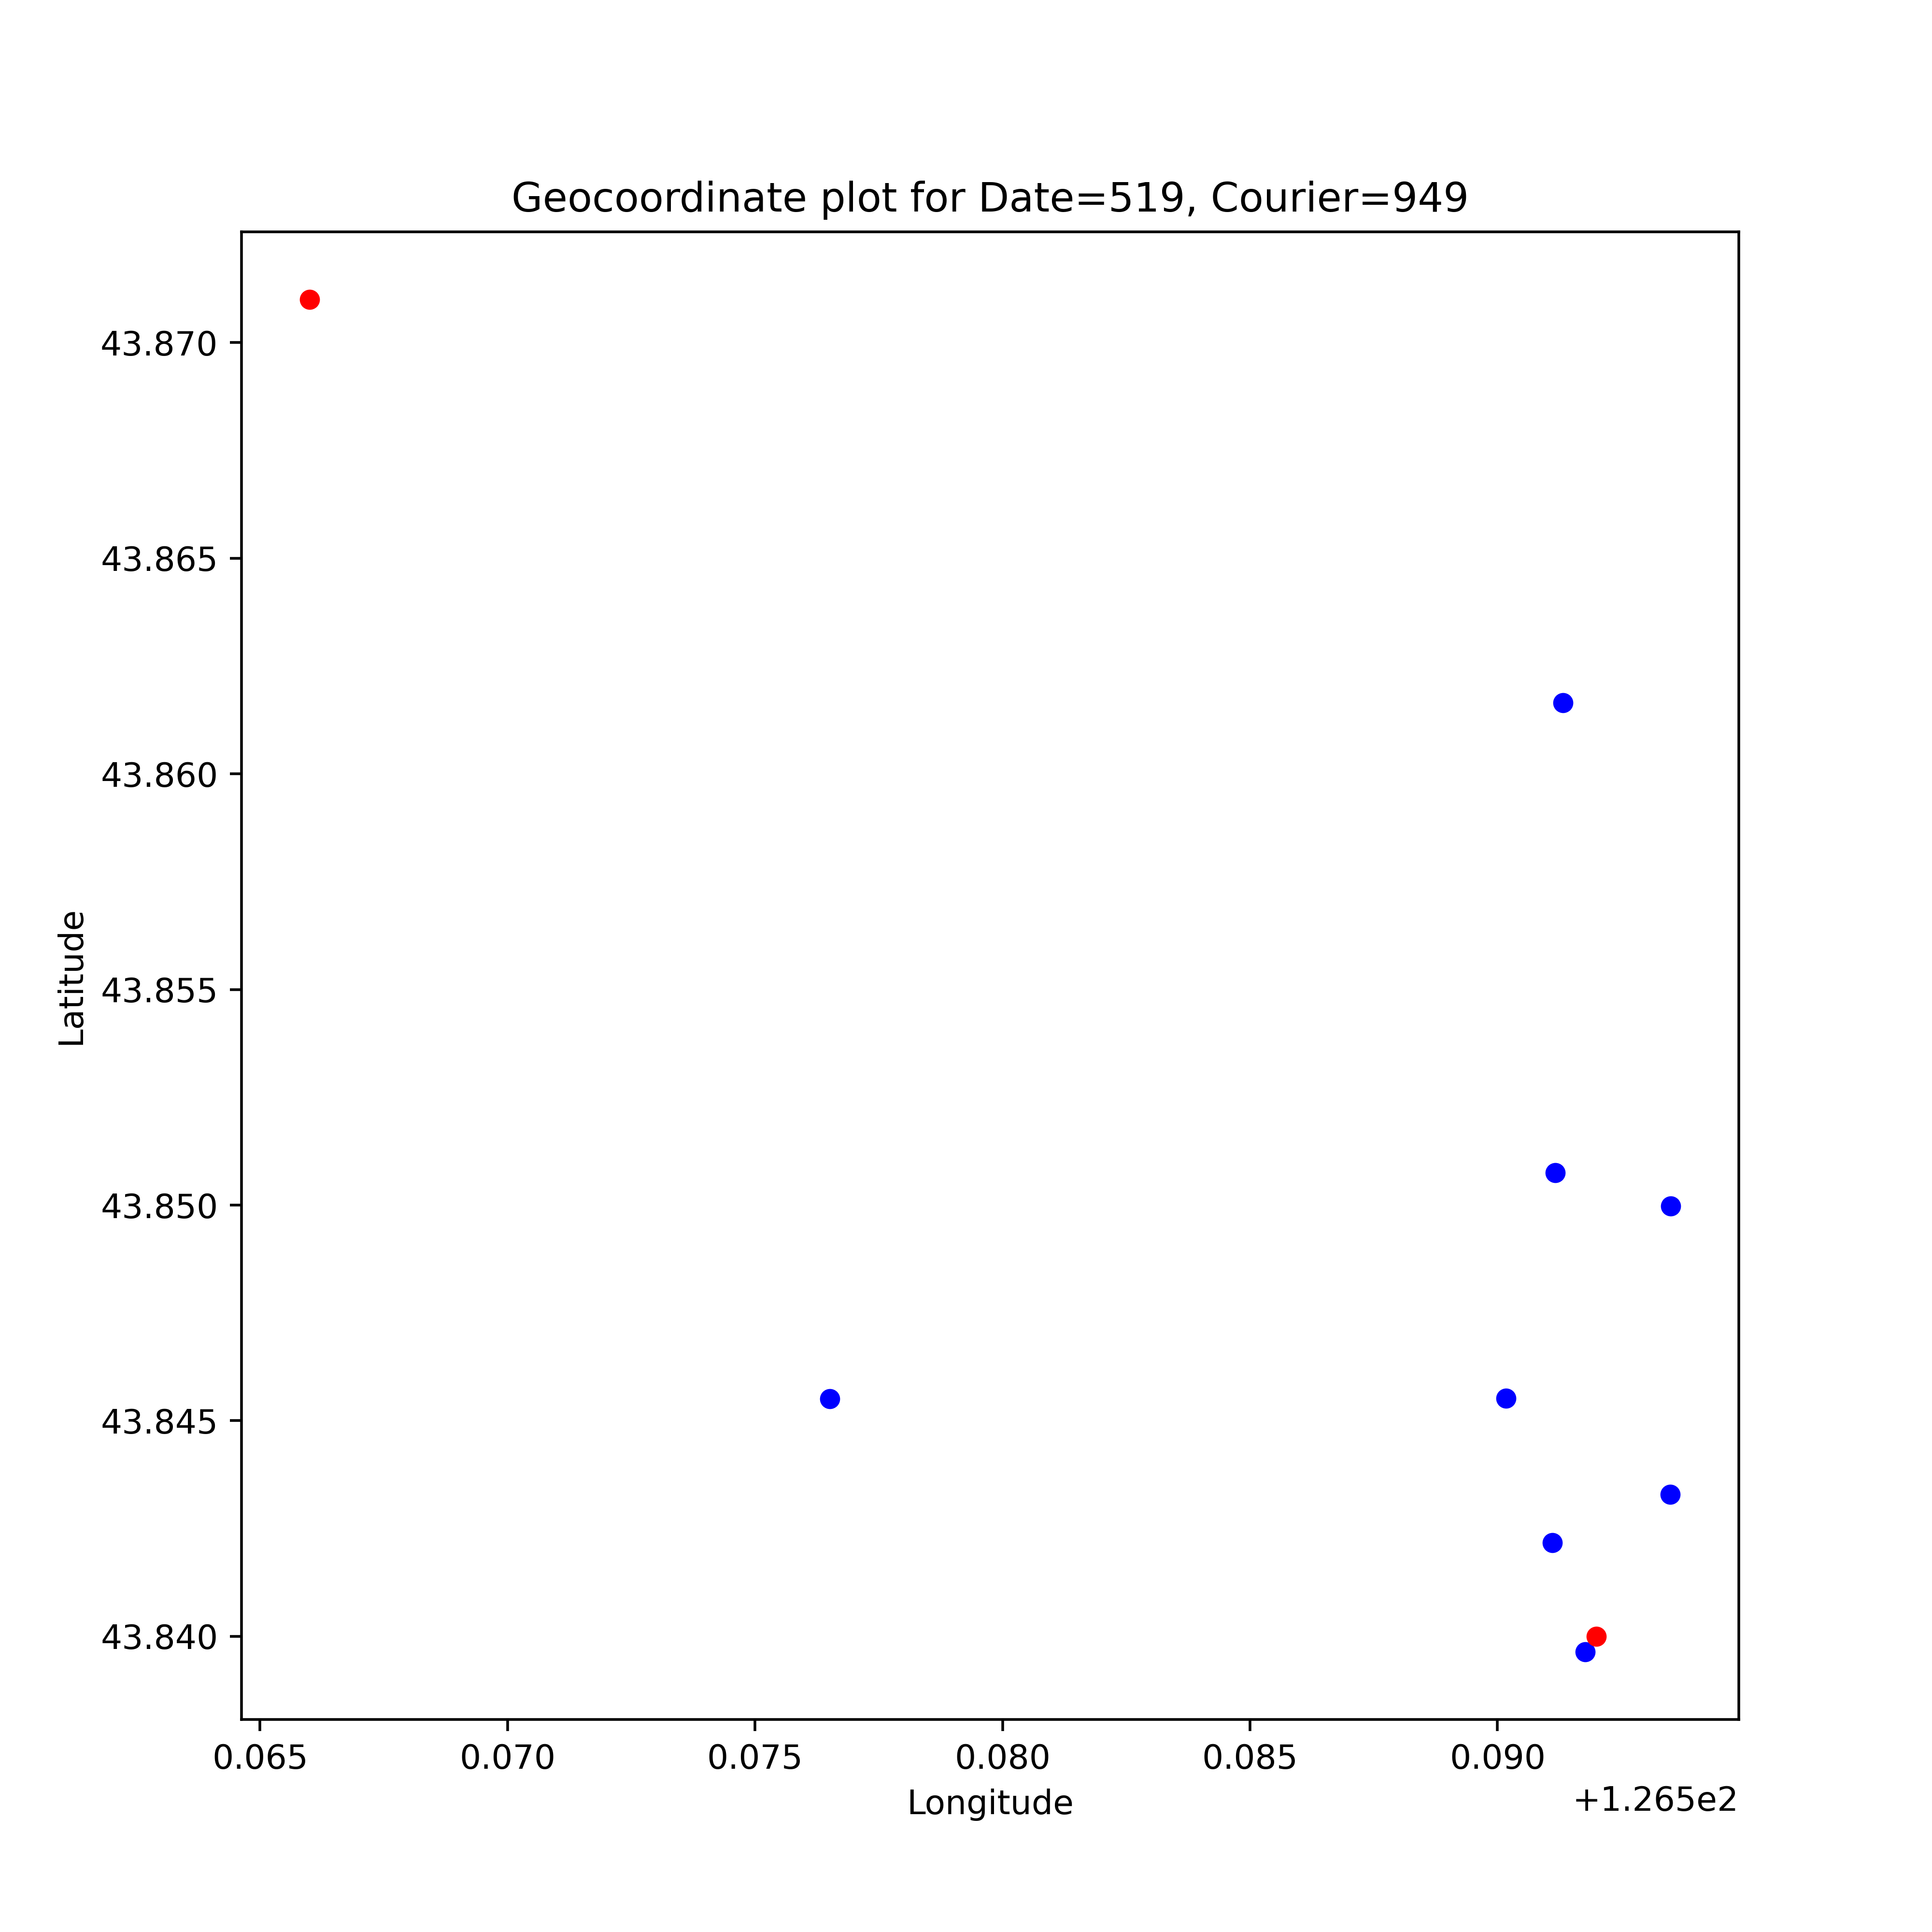 Geocoordinate plot for Date=519, Courier=949
43.870
43.865
43.860
43.855
43.850
43.845
43.840
Latitude
0.065 0.070 0.075 0.080 0.085 0.090
Longitude
+1.265e2